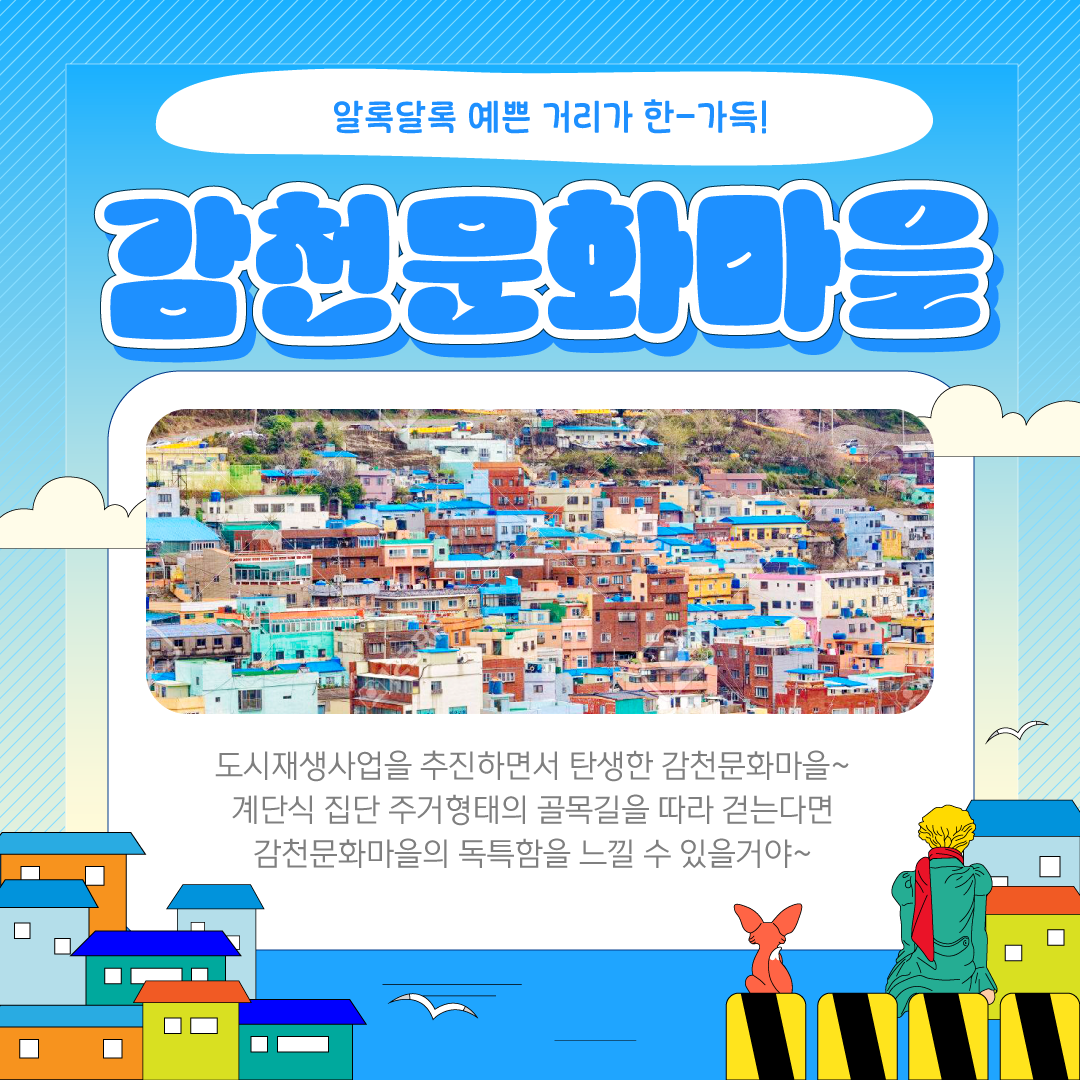 알록달록 예쁜 거리가 한-가득!
감천문화마을
도시재생사업을 추진하면서 탄생한 감천문화마을~
계단식 집단 주거형태의 골목길을 따라 걷는다면
감천문화마을의 독특함을 느낄 수 있을거야~